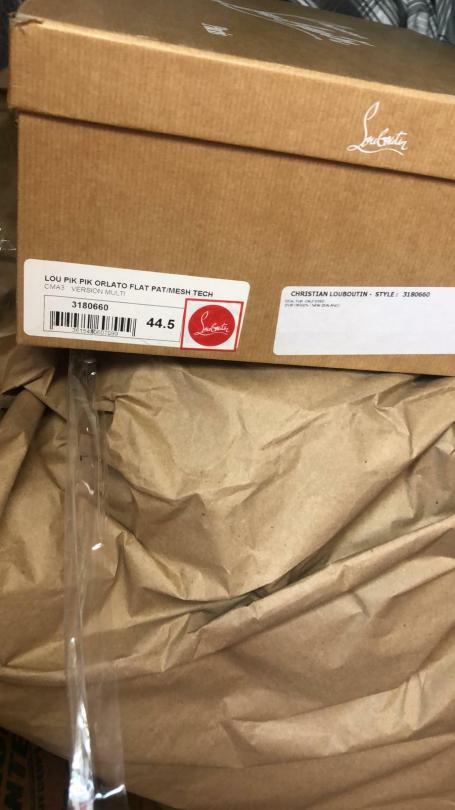 Louboutin
LOU PIK PIK ORLATO FLAT PAT/MESH TECH
CMA3 VERSION MULTI
3180660
44.5
Louboutin
CHRISTIAN LOUBOUTIN - STYLE : 3180660